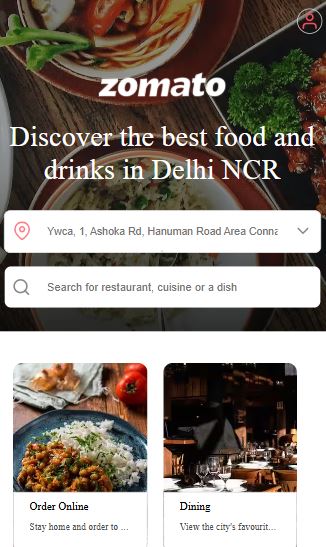 zomato
Discover the best food and
drinks in Delhi NCR
Ywca, 1, Ashoka Rd, Hanuman Road Area Conna
Search for restaurant, cuisine or a dish
Order Online
Dining
Stay home and order to ...
View the city's favourit...